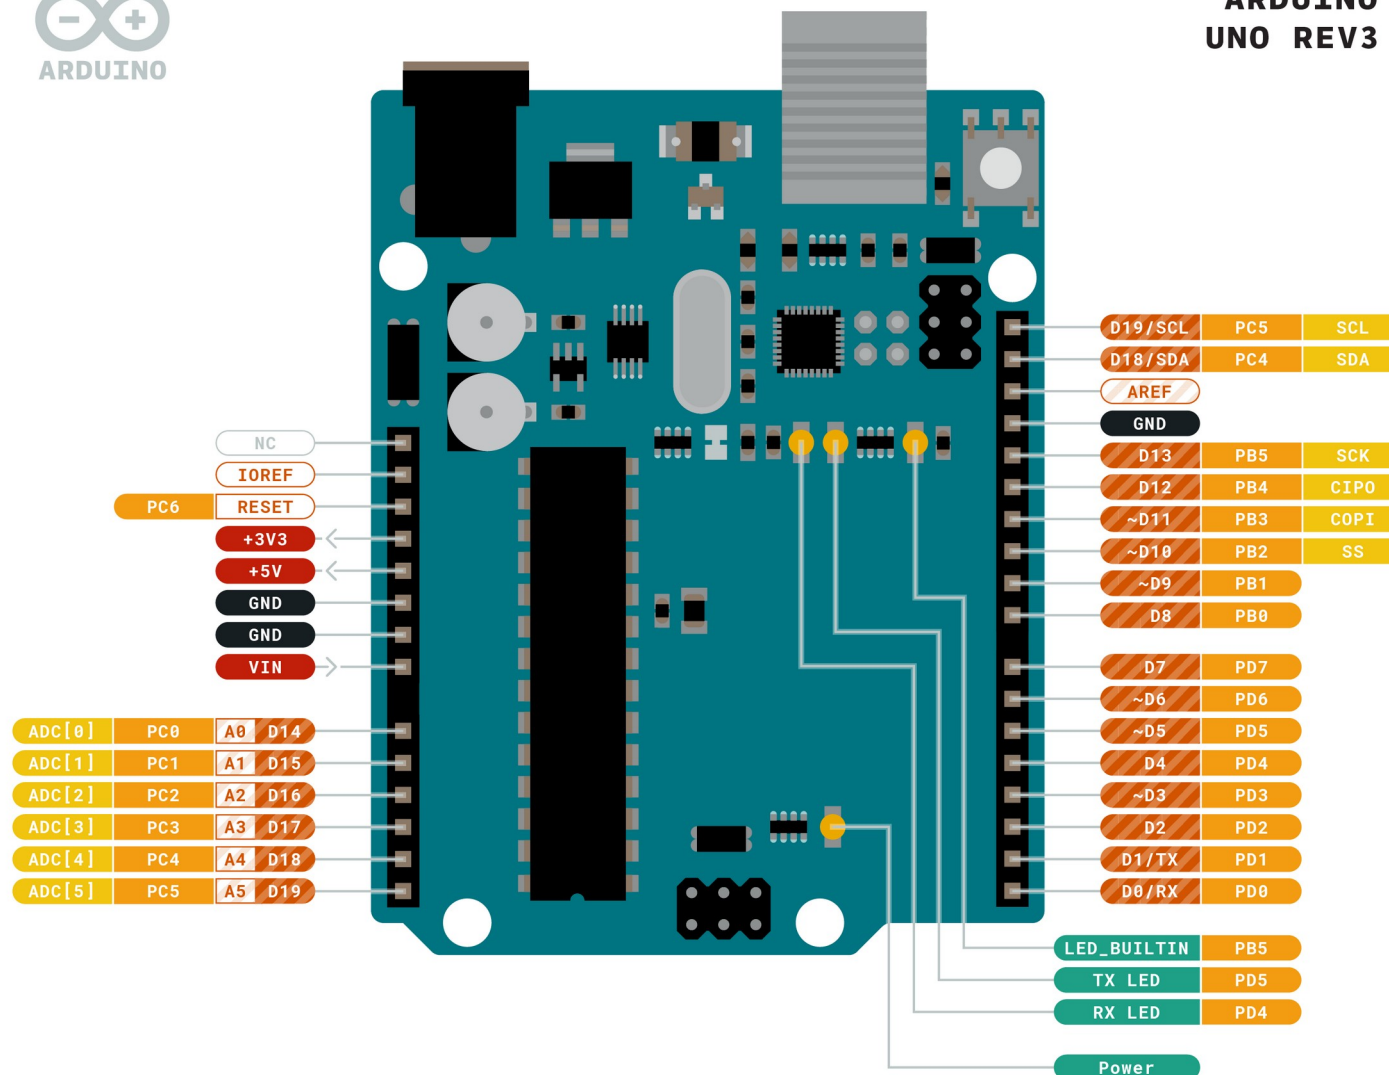 ARDUINO
ARDUINO
UNO REV3
NC
IOREF
PC6 RESET
+3V3
+5V
GND
GND
VIN
ADC[0] PC0 A0 D14
ADC[1] PC1 A1 D15
ADC[2] PC2 A2 D16
ADC[3] PC3 A3 D17
ADC[4] PC4 A4 D18
ADC[5] PC5 A5 D19
D19/SCL PC5 SCL
D18/SDA PC4 SDA
AREF
GND
D13 PB5 SCK
D12 PB4 CIPO
~D11 PB3 COPI
~D10 PB2 SS
~D9 PB1
D8 PB0
D7 PD7
~D6 PD6
~D5 PD5
D4 PD4
~D3 PD3
D2 PD2
D1/TX PD1
D0/RX PD0
LED_BUILTIN PB5
TX LED PD5
RX LED PD4
Power